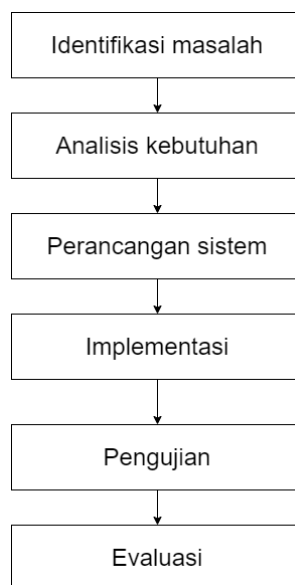 Identifikasi masalah
Analisis kebutuhan
Perancangan sistem
Implementasi
Pengujian
Evaluasi